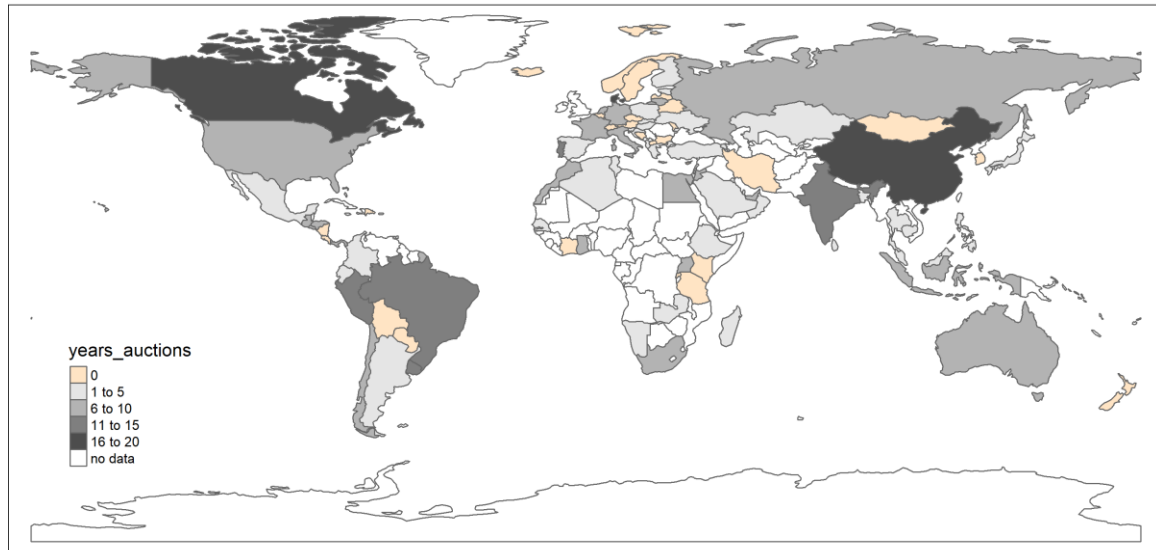 years_auctions
0
1 to 5
6 to 10
11 to 15
16 to 20
no data